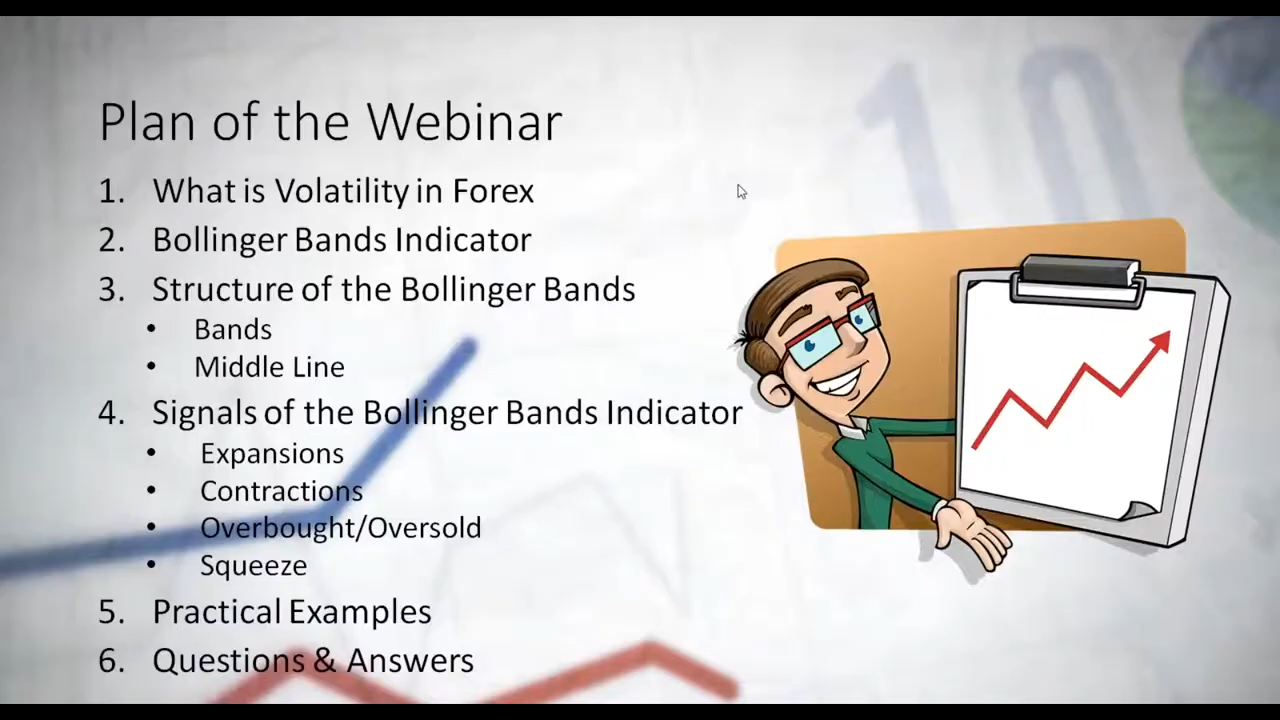 10
Plan of the Webinar
1. What is Volatility in Forex
2. Bollinger Bands Indicator
3. Structure of the Bollinger Bands
• Bands
• Middle Line
4. Signals of the Bollinger Bands Indicator
• Expansions
• Contractions
• Overbought/Oversold
• Squeeze
5. Practical Examples
6. Questions & Answers